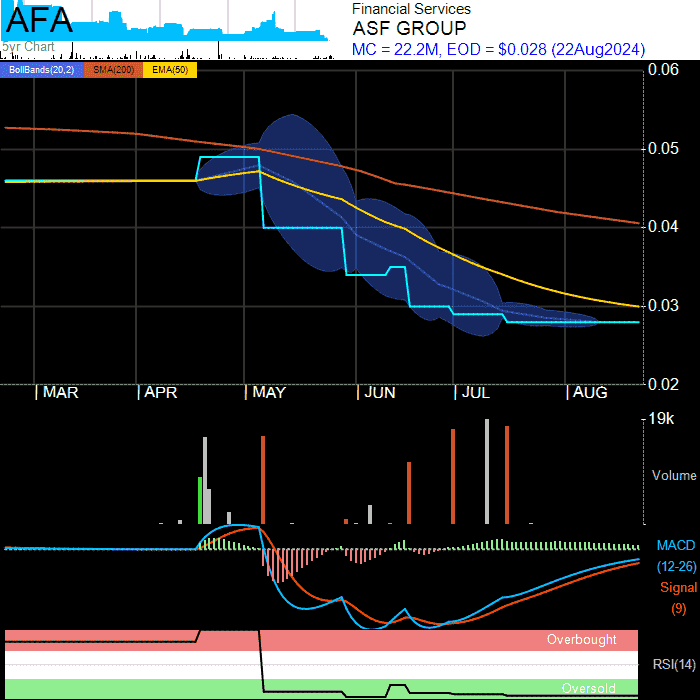 AFA
5yr Chart
Financial Services
ASF GROUP
MC = 22.2M, EOD = $0.028 (22Aug2024)
BollBands(20,2) SMA(200) EMA(50)
0.06
0.05
0.04
0.03
0.02
MAR APR MAY JUN JUL AUG
19k
Volume
MACD
(12-26)
Signal
(9)
Overbought
RSI(14)
Oversold